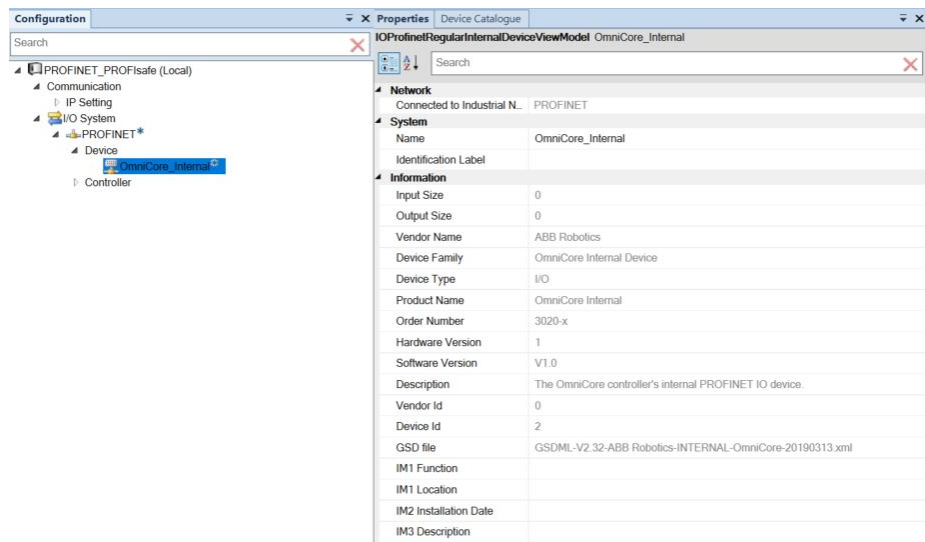 Configuration
Search
PROFINET_PROFIsafe (Local)
Communication
IP Setting
I/O System
PROFINET*
Device
OmniCore_Internal*
Controller
Properties Device Catalogue
IOProfinetRegularInternalDeviceViewModel OmniCore_Internal
Search
Network
Connected to Industrial N... PROFINET
System
Name OmniCore_Internal
Identification Label
Information
Input Size 0
Output Size 0
Vendor Name ABB Robotics
Device Family OmniCore Internal Device
Device Type I/O
Product Name OmniCore Internal
Order Number 3020-x
Hardware Version 1
Software Version V1.0
Description The OmniCore controller's internal PROFINET IO device.
Vendor Id 0
Device Id 2
GSD file GSDML-V2.32-ABB Robotics-INTERNAL-OmniCore-20190313.xml
IM1 Function
IM1 Location
IM2 Installation Date
IM3 Description